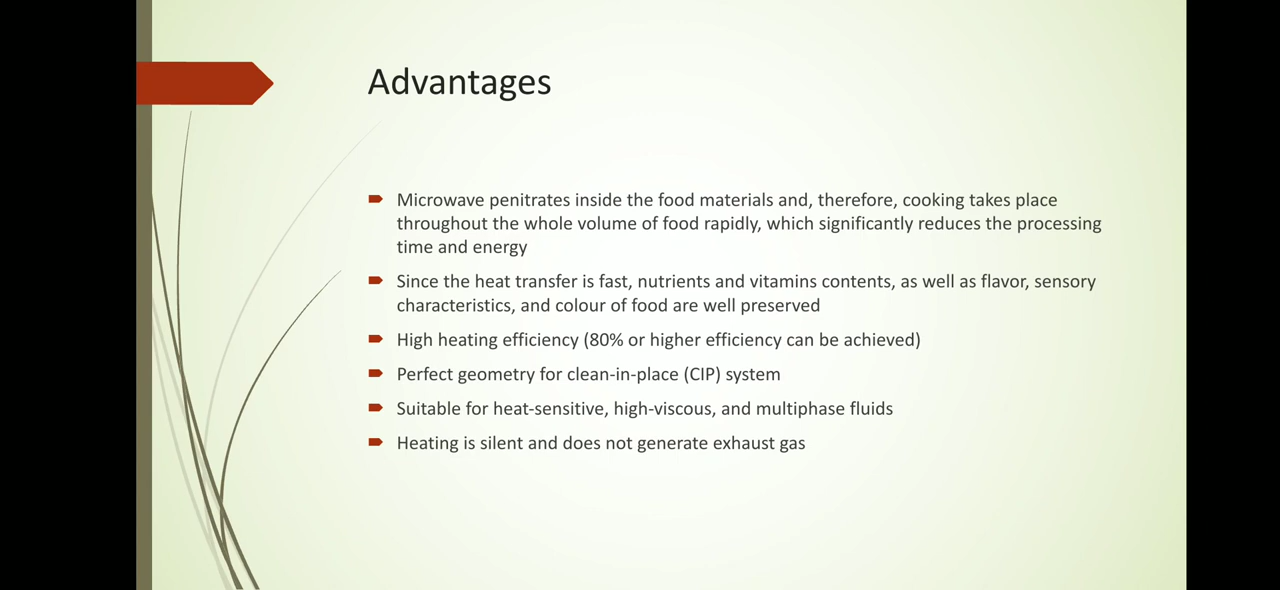 Advantages
Microwave penitrates inside the food materials and, therefore, cooking takes place
throughout the whole volume of food rapidly, which significantly reduces the processing
time and energy
Since the heat transfer is fast, nutrients and vitamins contents, as well as flavor, sensory
characteristics, and colour of food are well preserved
High heating efficiency (80% or higher efficiency can be achieved)
Perfect geometry for clean-in-place (CIP) system
Suitable for heat-sensitive, high-viscous, and multiphase fluids
Heating is silent and does not generate exhaust gas